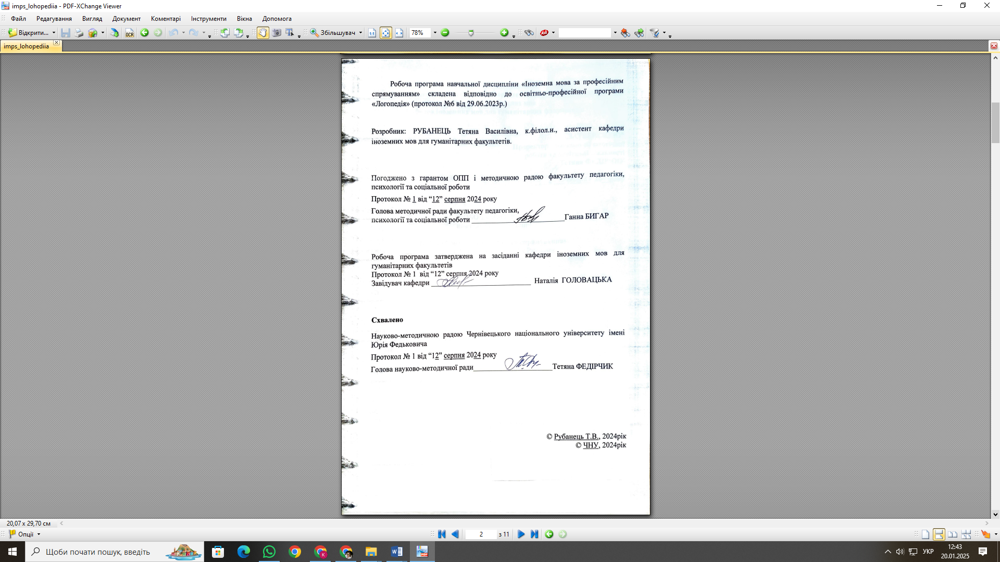 imps_lohopediia - PDF-XChange Viewer
Файл Редагування Вигляд Документ Коментарі Інструменти Вікна Допомога
Відкрити... OCR Збільшувач 1:1 78% Ask
imps_lohopediia
Робоча програма навчальної дисципліни «Іноземна мова за професійним
спрямуванням» складена відповідно до освітньо-професійної програми
«Логопедія» (протокол №6 від 29.06.2023р.)
Розробник: РУБАНЕЦЬ Тетяна Василівна, к.філол.н., асистент кафедри
іноземних мов для гуманітарних факультетів.
Погоджено з гарантом ОПП і методичною радою факультету педагогіки,
психології та соціальної роботи
Протокол № 1 від “12” серпня 2024 року
Голова методичної ради факультету педагогіки,
психології та соціальної роботи Ганна БИГАР
Робоча програма затверджена на засіданні кафедри іноземних мов для
гуманітарних факультетів
Протокол № 1 від “12” серпня 2024 року
Завідувач кафедри Наталія ГОЛОВАЦЬКА
Схвалено
Науково-методичною радою Чернівецького національного університету імені
Юрія Федьковича
Протокол № 1 від “12” серпня 2024 року
Голова науково-методичної ради Тетяна ФЕДІРЧИК
© Рубанець Т.В., 2024рік
© ЧНУ, 2024рік
20,07 x 29,70 см
Опції 2 з 11
Щоби почати пошук, введіть УКР 12:43
20.01.2025